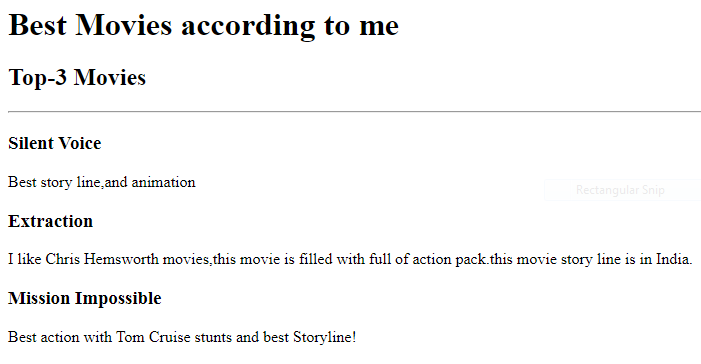 Best Movies according to me
Top-3 Movies
Silent Voice
Best story line,and animation
Rectangular Snip
Extraction
I like Chris Hemsworth movies,this movie is filled with full of action pack.this movie story line is in India.
Mission Impossible
Best action with Tom Cruise stunts and best Storyline!